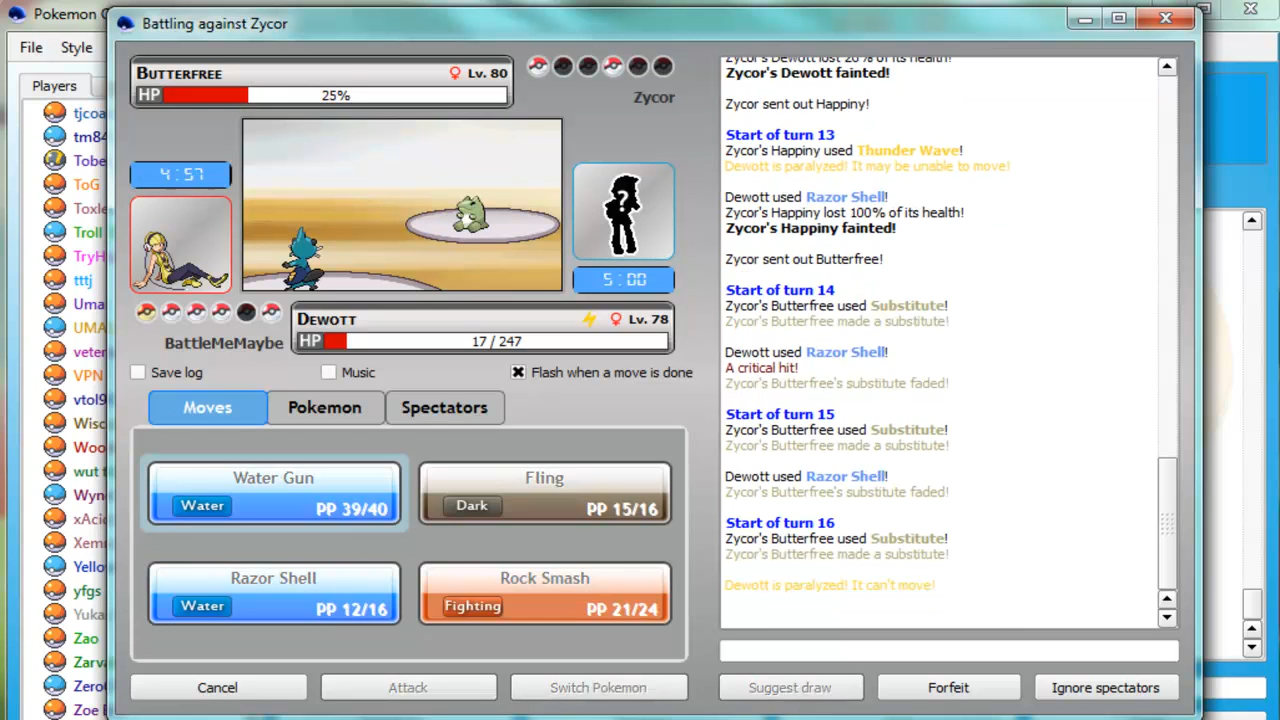 Pokemon O
Battling against Zycor
File Style
Players
tjcoa
tm84
Tobe
ToG
Toxle
Troll
TryH
tttj
Uma
UMA
veter
VPN
vtol9
Wisc
Woo
wut t
Wyn
xAcid
Xem
Yello
yfgs
Yuka
Zao
Zarv
Zero
Zoe
BUTTERFREE ♀ Lv. 80
HP 25%
Zycor
4:57
?
5:00
DEWOTT ♀ Lv. 78
BattleMeMaybe HP 17 / 247
Save log Music Flash when a move is done
Moves Pokemon Spectators
Water Gun
Water PP 39/40
Fling
Dark PP 15/16
Razor Shell
Water PP 12/16
Rock Smash
Fighting PP 21/24
Cancel Attack Switch Pokemon
Zycor's Dewott lost 20% of its health!
Zycor's Dewott fainted!
Zycor sent out Happiny!
Start of turn 13
Zycor's Happiny used Thunder Wave!
Dewott is paralyzed! It may be unable to move!
Dewott used Razor Shell!
Zycor's Happiny lost 100% of its health!
Zycor's Happiny fainted!
Zycor sent out Butterfree!
Start of turn 14
Zycor's Butterfree used Substitute!
Zycor's Butterfree made a substitute!
Dewott used Razor Shell!
A critical hit!
Zycor's Butterfree's substitute faded!
Start of turn 15
Zycor's Butterfree used Substitute!
Zycor's Butterfree made a substitute!
Dewott used Razor Shell!
Zycor's Butterfree's substitute faded!
Start of turn 16
Zycor's Butterfree used Substitute!
Zycor's Butterfree made a substitute!
Dewott is paralyzed! It can't move!
Suggest draw Forfeit Ignore spectators